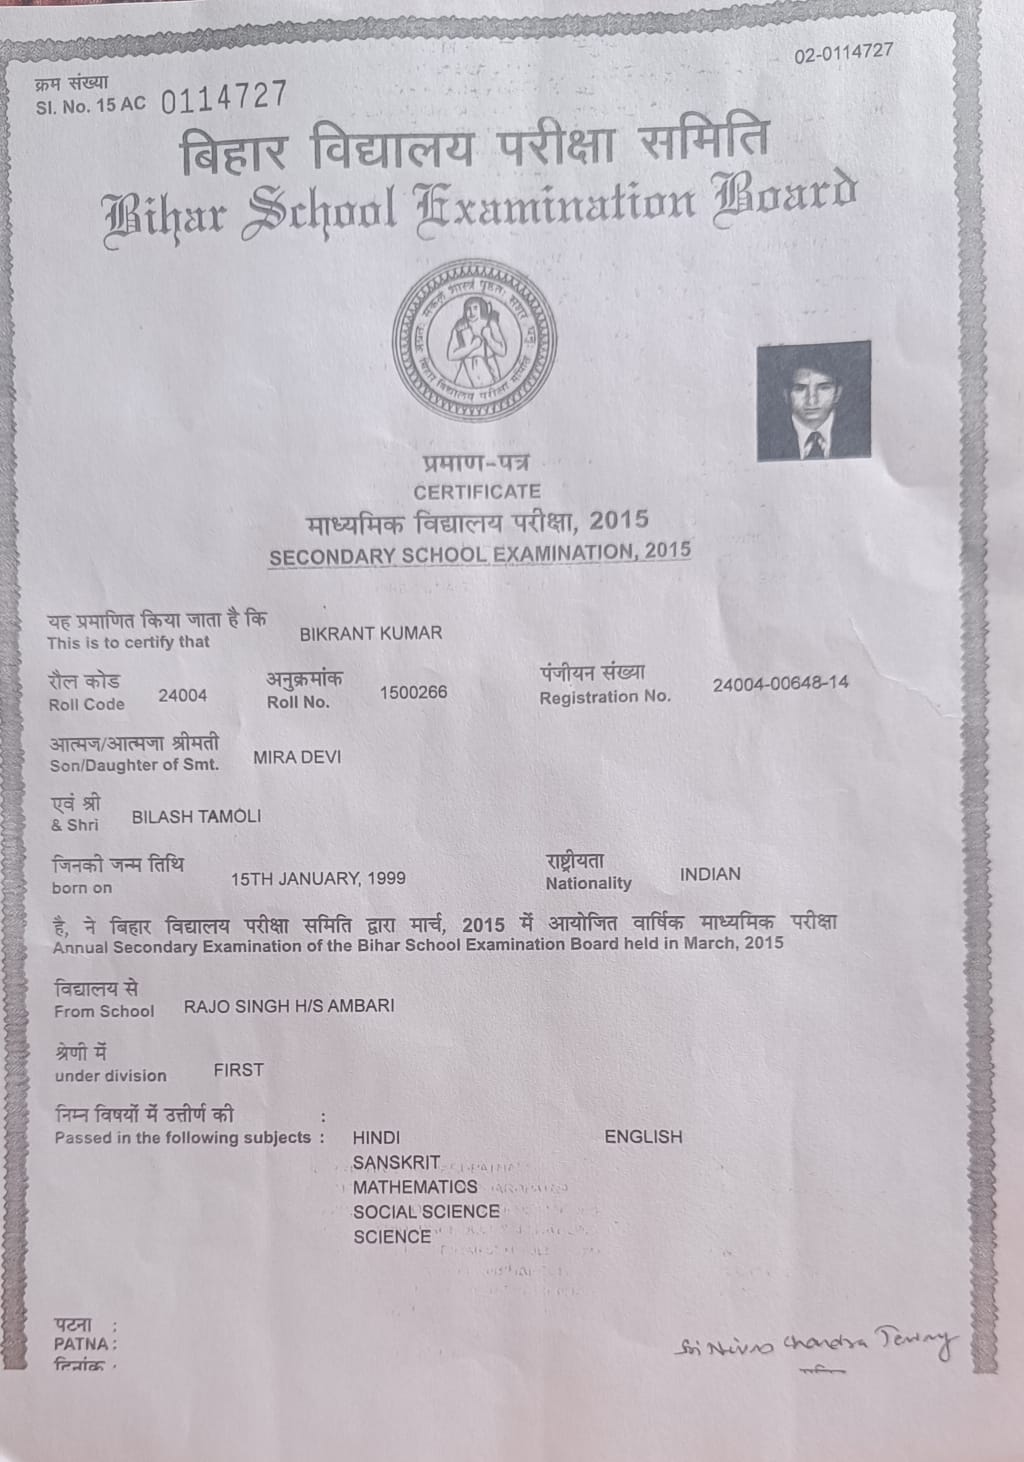 02-0114727
क्रम संख्या
Sl. No. 15 AC 0114727
बिहार विद्यालय परीक्षा समिति
Bihar School Examination Board
बिहार विद्यालय परीक्षा समिति
प्रमाण-पत्र
CERTIFICATE
माध्यमिक विद्यालय परीक्षा, 2015
SECONDARY SCHOOL EXAMINATION, 2015
यह प्रमाणित किया जाता है कि
This is to certify that BIKRANT KUMAR
रौल कोड अनुक्रमांक पंजीयन संख्या
Roll Code 24004 Roll No. 1500266 Registration No. 24004-00648-14
आत्मज/आत्मजा श्रीमती
Son/Daughter of Smt. MIRA DEVI
एवं श्री
& Shri BILASH TAMOLI
जिनकी जन्म तिथि राष्ट्रीयता
born on 15TH JANUARY, 1999 Nationality INDIAN
है, ने बिहार विद्यालय परीक्षा समिति द्वारा मार्च, 2015 में आयोजित वार्षिक माध्यमिक परीक्षा
Annual Secondary Examination of the Bihar School Examination Board held in March, 2015
विद्यालय से
From School RAJO SINGH H/S AMBARI
श्रेणी में
under division FIRST
निम्न विषयों में उत्तीर्ण की :
Passed in the following subjects : HINDI ENGLISH
SANSKRIT
MATHEMATICS
SOCIAL SCIENCE
SCIENCE
पटना :
PATNA :
दिनांक :
Chandra